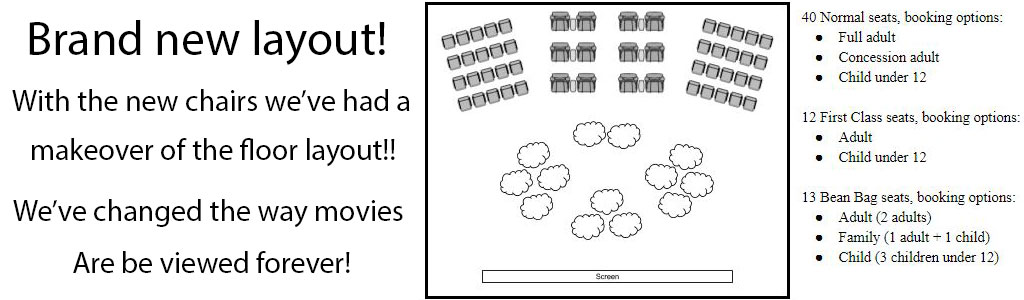 Brand new layout!
With the new chairs we've had a
makeover of the floor layout!!
We've changed the way movies
Are be viewed forever!
Screen
40 Normal seats, booking options:
● Full adult
● Concession adult
● Child under 12
12 First Class seats, booking options:
● Adult
● Child under 12
13 Bean Bag seats, booking options:
● Adult (2 adults)
● Family (1 adult + 1 child)
● Child (3 children under 12)